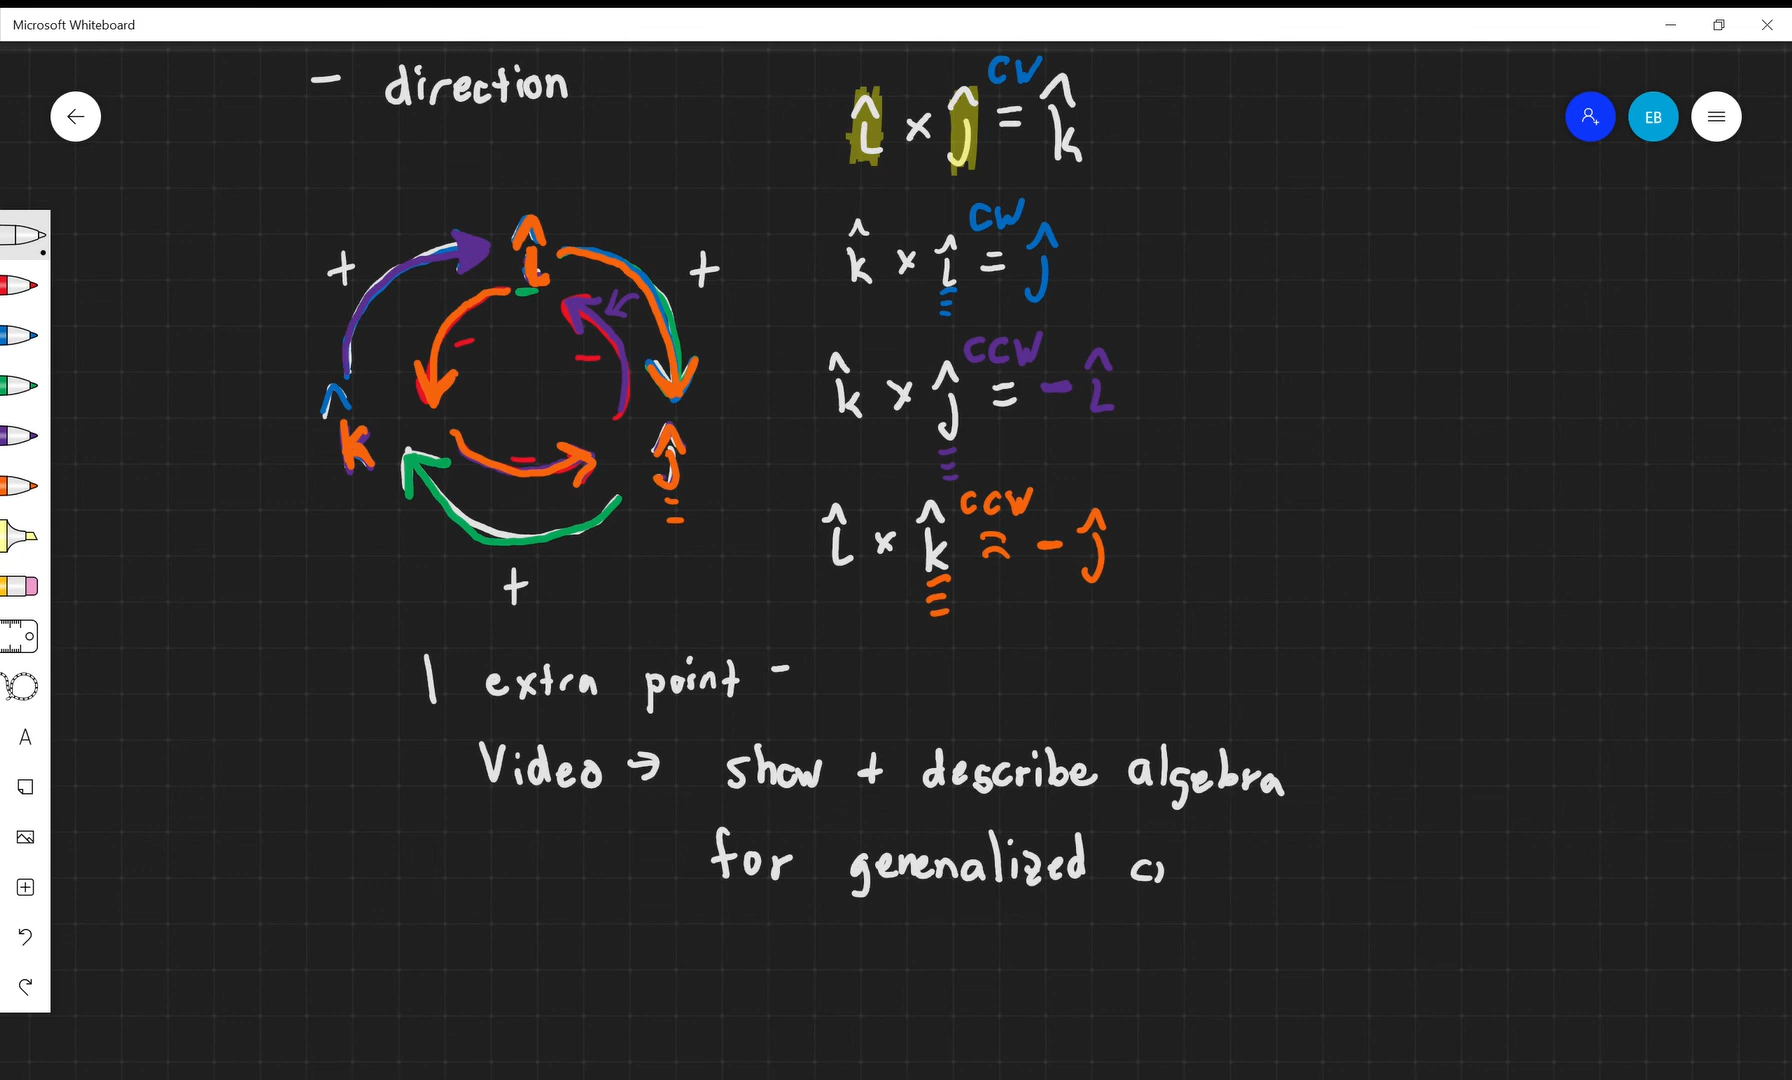 Microsoft Whiteboard
- direction
î × ĵ = k̂
CW
EB
k̂ × î = ĵ
CW
k̂ × ĵ = - î
CCW
î × k̂ = - ĵ
CCW
+ î +
- -
k̂ ĵ
-
+
1 extra point -
Video → show + describe algebra
for generalized
A